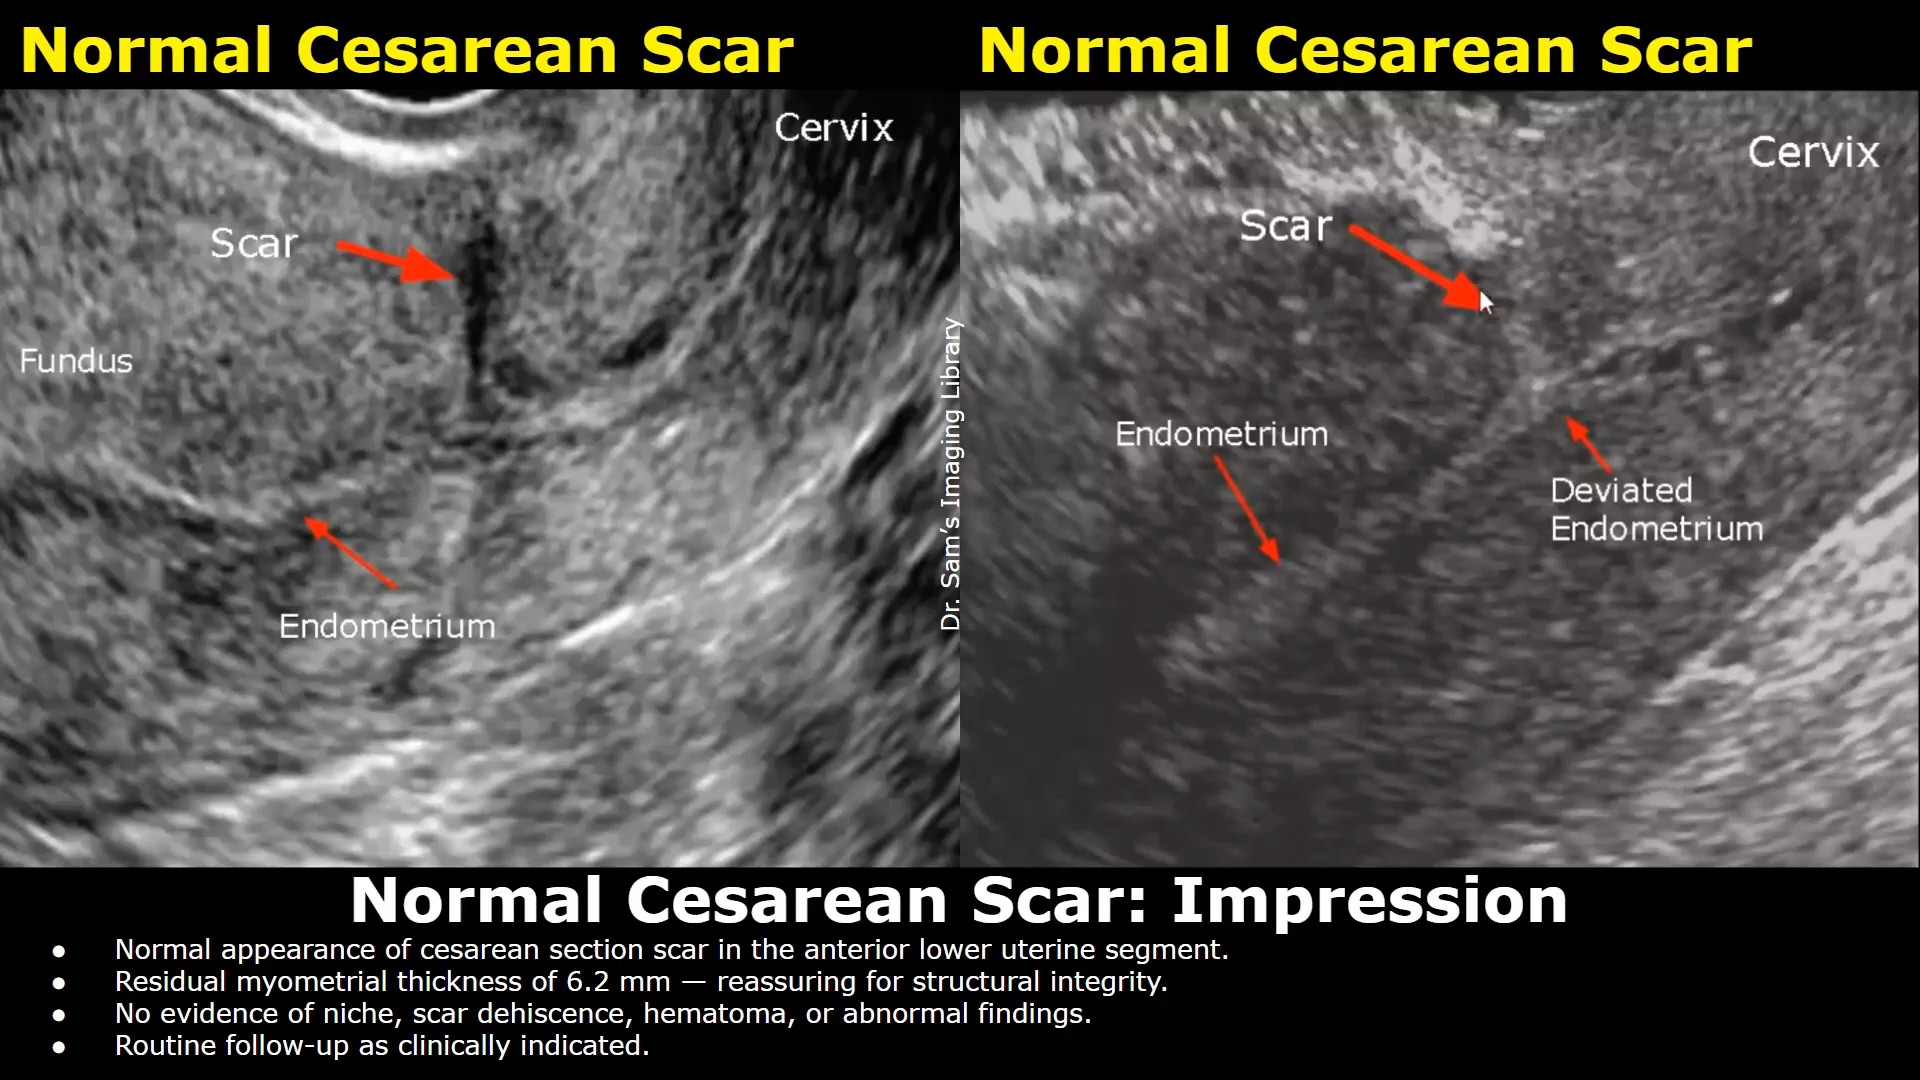 Normal Cesarean Scar
Normal Cesarean Scar
Cervix
Scar
Fundus
Endometrium
Dr. Sam’s Imaging Library
Cervix
Scar
Endometrium
Deviated
Endometrium
Normal Cesarean Scar: Impression
● Normal appearance of cesarean section scar in the anterior lower uterine segment.
● Residual myometrial thickness of 6.2 mm — reassuring for structural integrity.
● No evidence of niche, scar dehiscence, hematoma, or abnormal findings.
● Routine follow-up as clinically indicated.